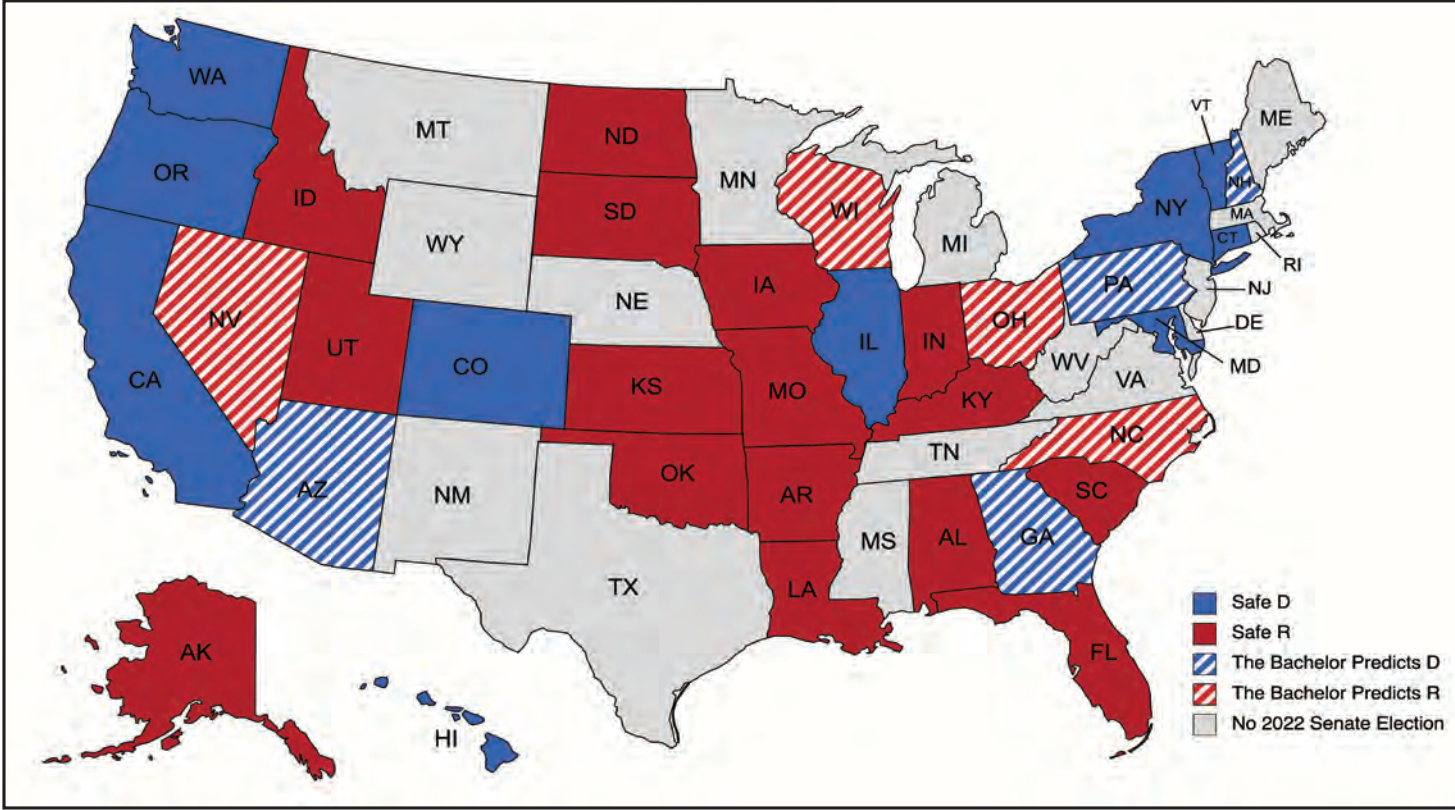 WA
MT
ND
MN
VT
ME
OR
ID
SD
WI
NH
NY
MA
WY
MI
CT
RI
IA
PA
NE
NJ
NV
OH
DE
UT
IL
IN
CA
CO
WV
MD
KS
MO
VA
KY
NC
TN
OK
AZ
NM
AR
SC
MS
AL
GA
TX
LA
AK
FL
HI
Safe D
Safe R
The Bachelor Predicts D
The Bachelor Predicts R
No 2022 Senate Election